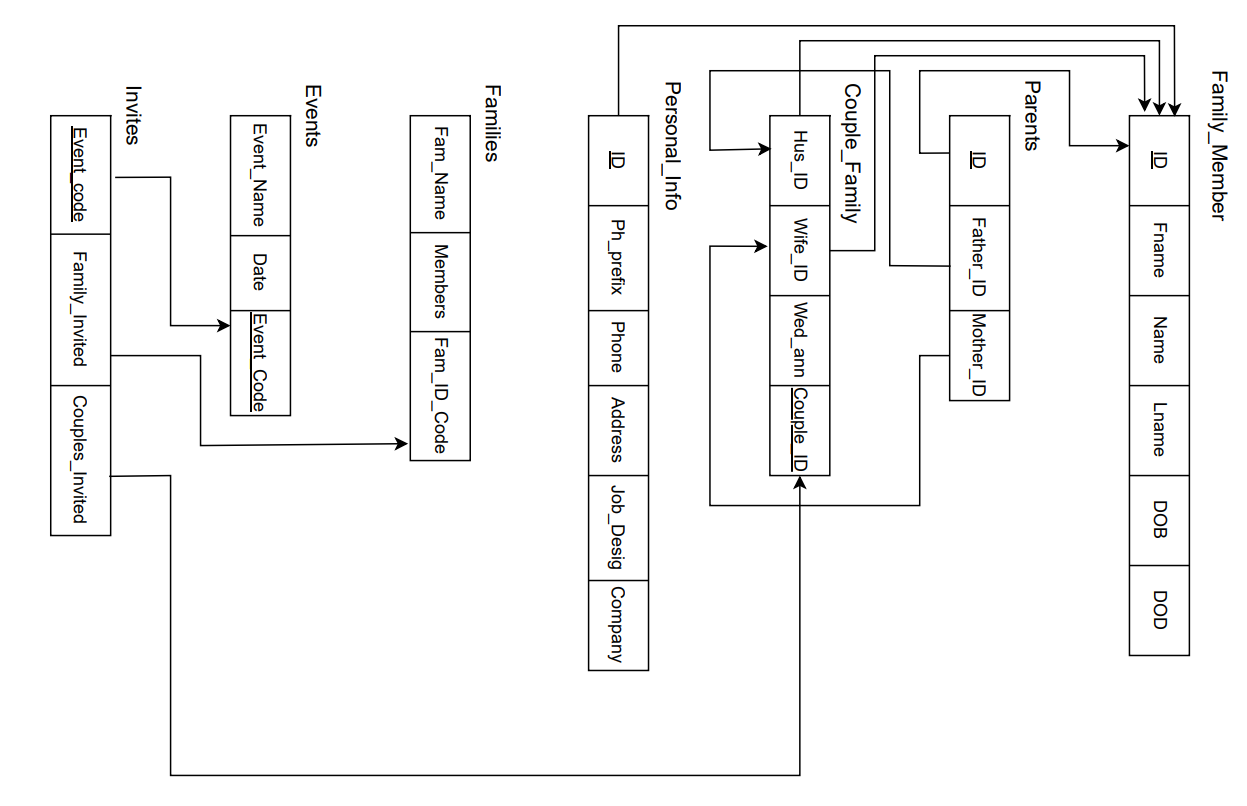 Family_Member
ID
Fname
Name
Lname
DOB
DOD
Parents
ID
Father_ID
Mother_ID
Couple_Family
Hus_ID
Wife_ID
Wed_ann
Couple_ID
Personal_Info
ID
Ph_prefix
Phone
Address
Job_Desig
Company
Families
Fam_Name
Members
Fam_ID_Code
Events
Event_Name
Date
Event_Code
Invites
Event_code
Family_Invited
Couples_Invited